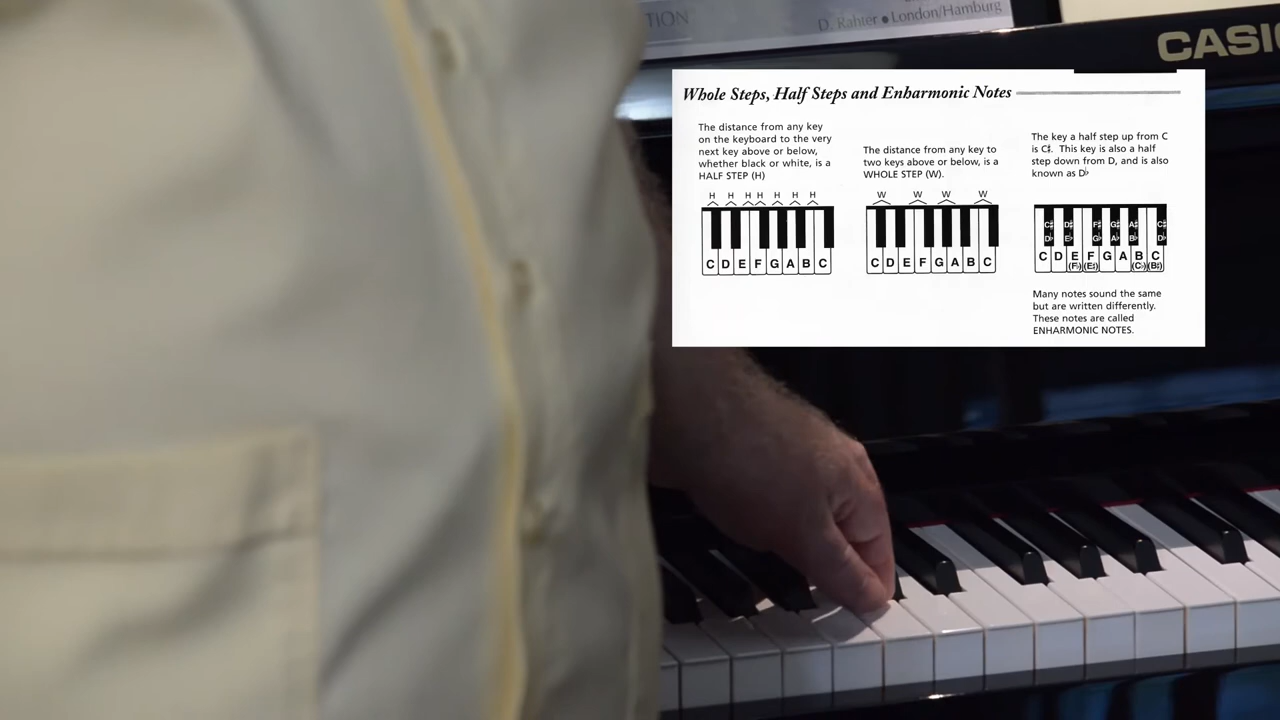 TION
D. Rahter ● London/Hamburg
CASI
Whole Steps, Half Steps and Enharmonic Notes
The distance from any key
on the keyboard to the very
next key above or below,
whether black or white, is a
HALF STEP (H)
H H H H H H H
C D E F G A B C
The distance from any key to
two keys above or below, is a
WHOLE STEP (W).
W W W W
C D E F G A B C
The key a half step up from C
is C♯. This key is also a half
step down from D, and is also
known as D♭
C♯ D♯ F♯ G♯ A♯ C♯
D♭ E♭ G♭ A♭ B♭ D♭
C D E F G A B C
(F♭) (E♯) (C♭) (B♯)
Many notes sound the same
but are written differently.
These notes are called
ENHARMONIC NOTES.